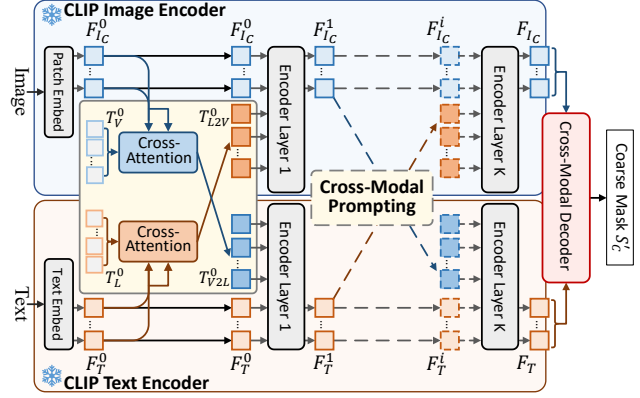 CLIP Image Encoder
F_{I_C}^0
F_{I_C}^0
F_{I_C}^1
F_{I_C}^i
F_{I_C}
Image
Patch Embed
Encoder Layer 1
Encoder Layer K
T_V^0
T_{L2V}^0
Cross-
Attention
Cross-Modal
Prompting
Cross-Modal Decoder
Coarse Mask S_C^′
Cross-
Attention
T_L^0
T_{V2L}^0
Text
Text Embed
Encoder Layer 1
Encoder Layer K
F_T^0
F_T^0
F_T^1
F_T^i
F_T
CLIP Text Encoder